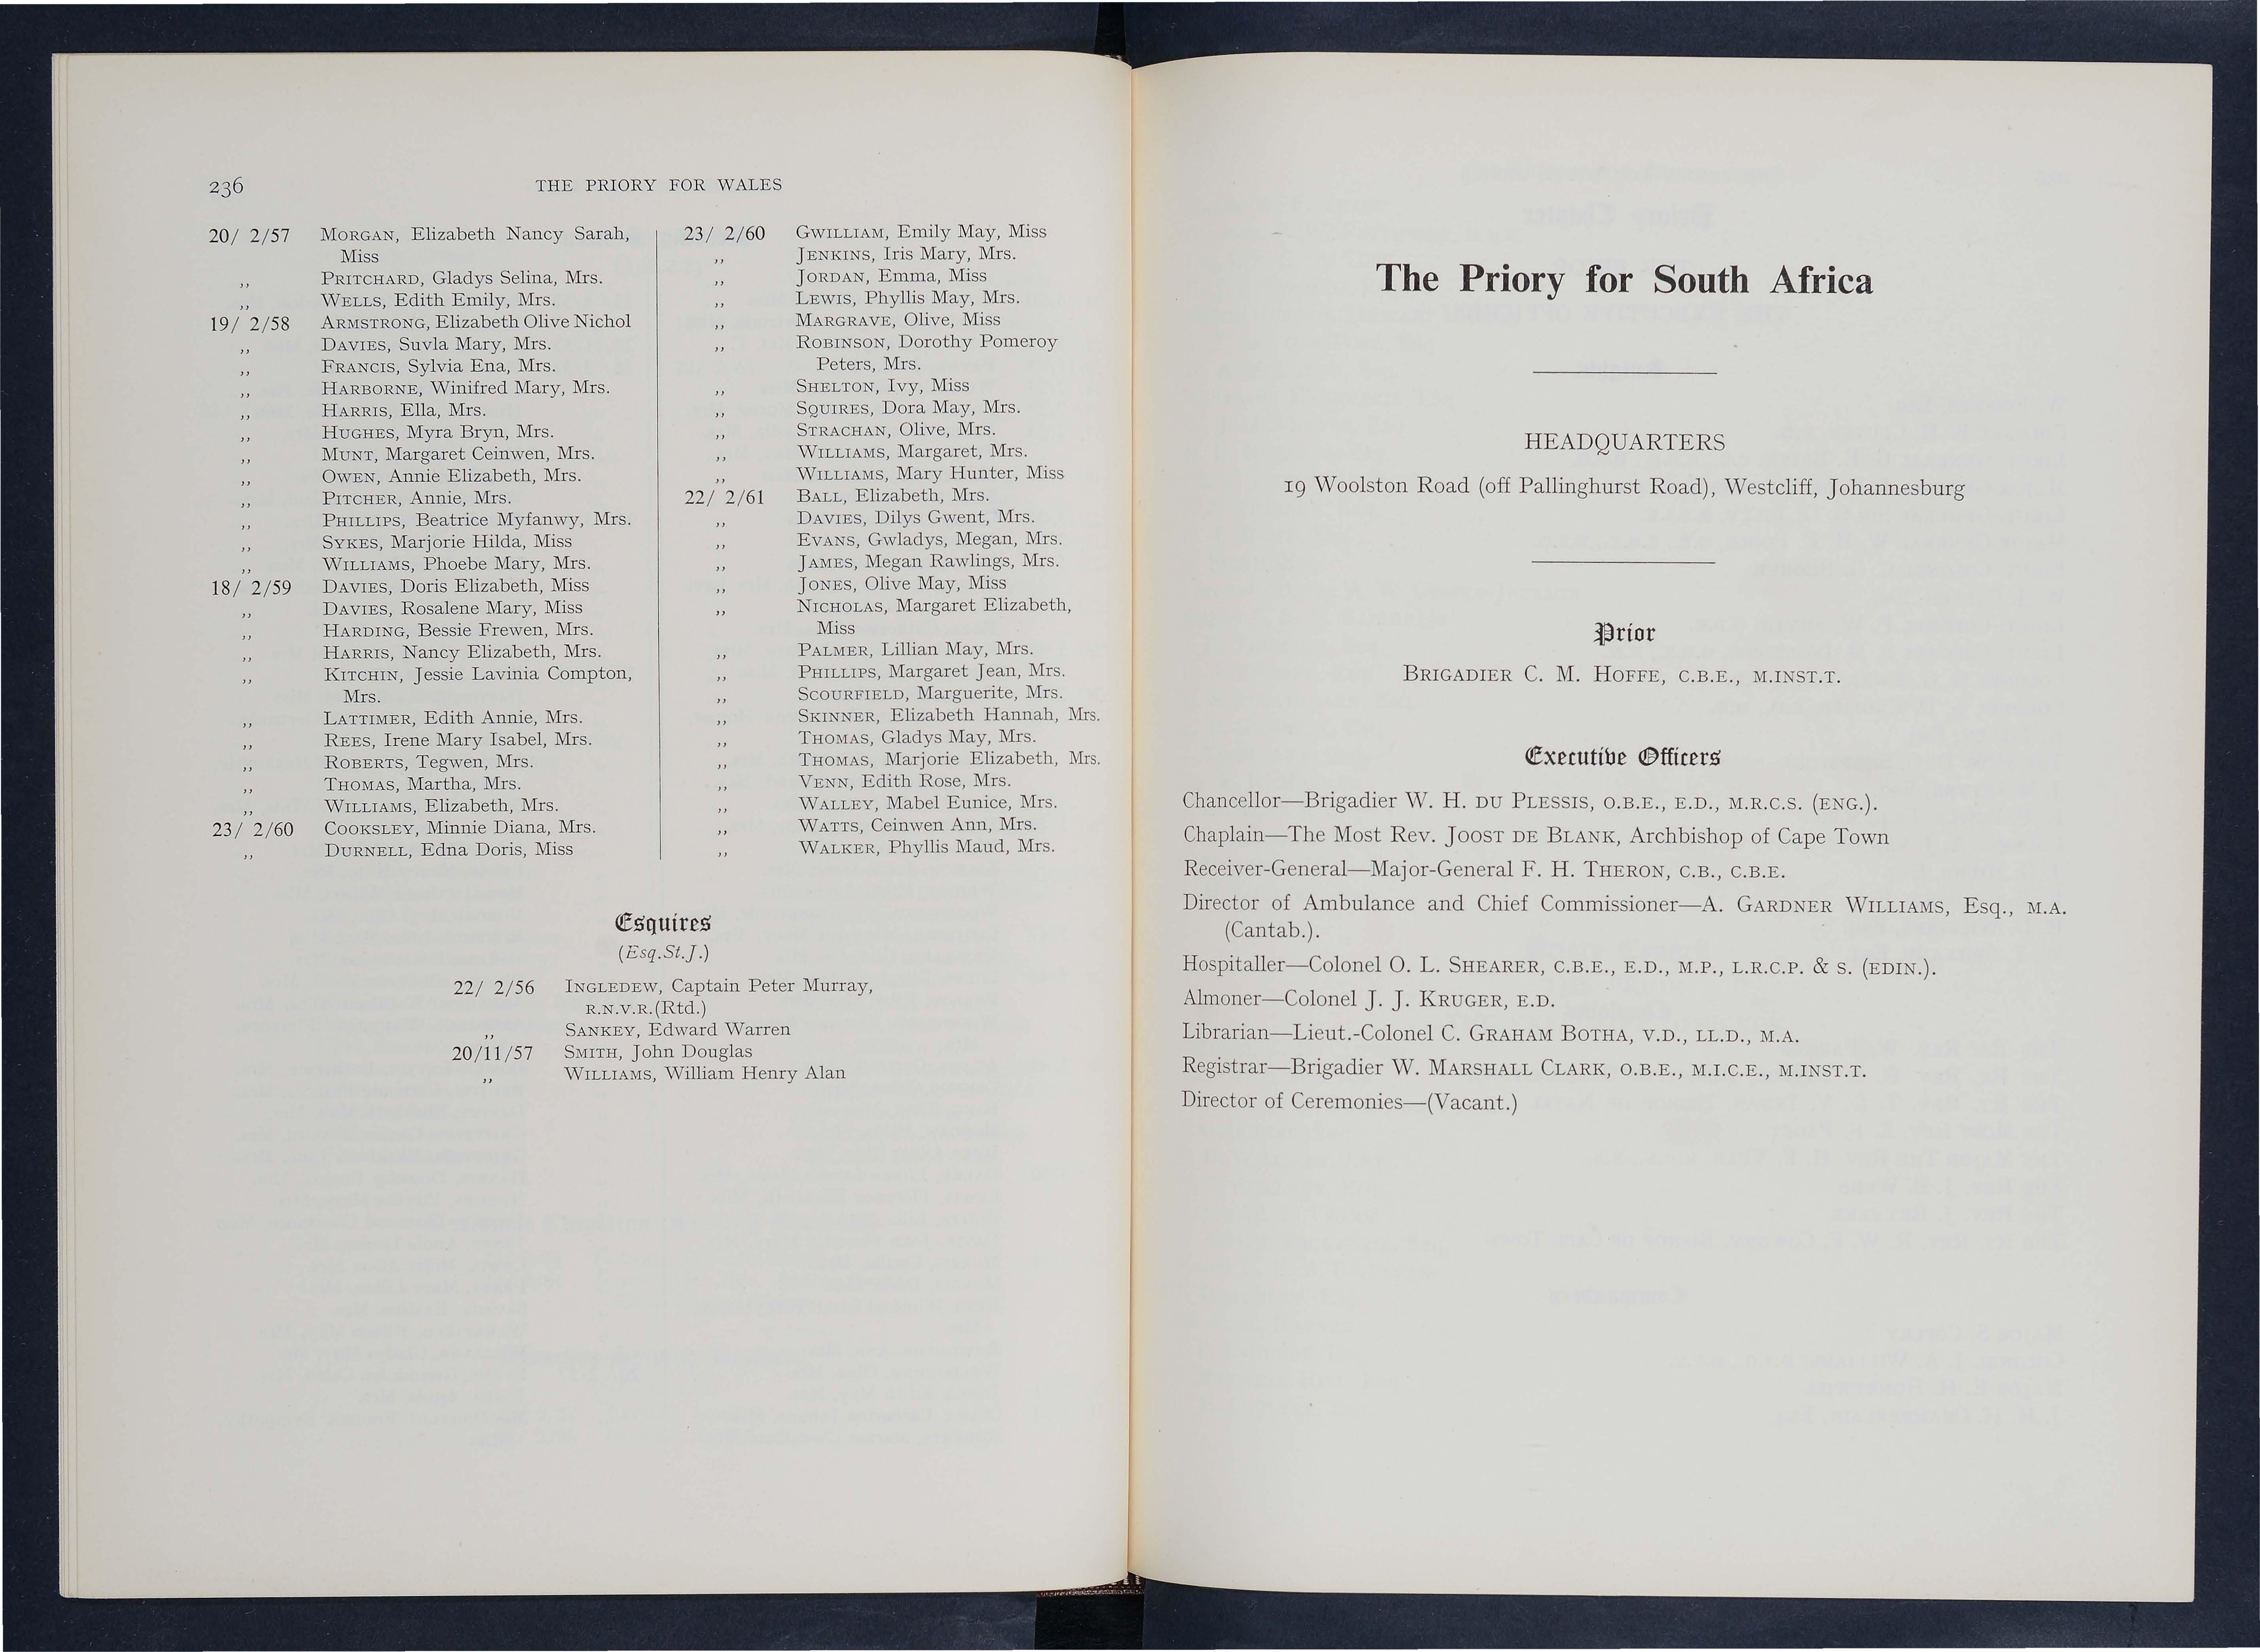 236 THE PRIORY FOR WALES
20/ 2/57 MORGAN, Elizabeth Nancy Sarah,
Miss
,, PRITCHARD, Gladys Selina, Mrs.
,, WELLS, Edith Emily, Mrs.
19/ 2/58 ARMSTRONG, Elizabeth Olive Nichol
,, DAVIES, Suvla Mary, Mrs.
,, FRANCIS, Sylvia Ena, Mrs.
,, HARBORNE, Winifred Mary, Mrs.
,, HARRIS, Ella, Mrs.
,, HUGHES, Myra Bryn, Mrs.
,, MUNT, Margaret Ceinwen, Mrs.
,, OWEN, Annie Elizabeth, Mrs.
,, PITCHER, Annie, Mrs.
,, PHILLIPS, Beatrice Myfanwy, Mrs.
,, SYKES, Marjorie Hilda, Miss
,, WILLIAMS, Phoebe Mary, Mrs.
18/ 2/59 DAVIES, Doris Elizabeth, Miss
,, DAVIES, Rosalene Mary, Miss
,, HARDING, Bessie Frewen, Mrs.
,, HARRIS, Nancy Elizabeth, Mrs.
,, KITCHIN, Jessie Lavinia Compton,
Mrs.
,, LATTIMER, Edith Annie, Mrs.
,, REES, Irene Mary Isabel, Mrs.
,, ROBERTS, Tegwen, Mrs.
,, THOMAS, Martha, Mrs.
,, WILLIAMS, Elizabeth, Mrs.
23/ 2/60 COOKSLEY, Minnie Diana, Mrs.
,, DURNELL, Edna Doris, Miss
23/ 2/60 GWILLIAM, Emily May, Miss
,, JENKINS, Iris Mary, Mrs.
,, JORDAN, Emma, Miss
,, LEWIS, Phyllis May, Mrs.
,, MARGRAVE, Olive, Miss
,, ROBINSON, Dorothy Pomeroy
Peters, Mrs.
,, SHELTON, Ivy, Miss
,, SQUIRES, Dora May, Mrs.
,, STRACHAN, Olive, Mrs.
,, WILLIAMS, Margaret, Mrs.
,, WILLIAMS, Mary Hunter, Miss
22/ 2/61 BALL, Elizabeth, Mrs.
,, DAVIES, Dilys Gwent, Mrs.
,, EVANS, Gwladys, Megan, Mrs.
,, JAMES, Megan Rawlings, Mrs.
,, JONES, Olive May, Miss
,, NICHOLAS, Margaret Elizabeth,
Miss
,, PALMER, Lillian May, Mrs.
,, PHILLIPS, Margaret Jean, Mrs.
,, SCOURFIELD, Marguerite, Mrs.
,, SKINNER, Elizabeth Hannah, Mrs.
,, THOMAS, Gladys May, Mrs.
,, THOMAS, Marjorie Elizabeth, Mrs.
,, VENN, Edith Rose, Mrs.
,, WALLEY, Mabel Eunice, Mrs.
,, WATTS, Ceinwen Ann, Mrs.
,, WALKER, Phyllis Maud, Mrs.
Esquires
(Esq.St.J.)
22/ 2/56 INGLEDEW, Captain Peter Murray,
R.N.V.R.(Rtd.)
,, SANKEY, Edward Warren
20/11/57 SMITH, John Douglas
,, WILLIAMS, William Henry Alan
The Priory for South Africa
HEADQUARTERS
19 Woolston Road (off Pallinghurst Road), Westcliff, Johannesburg
Prior
BRIGADIER C. M. HOFFE, C.B.E., M.INST.T.
Executive Officers
Chancellor—Brigadier W. H. DU PLESSIS, O.B.E., E.D., M.R.C.S. (ENG.).
Chaplain—The Most Rev. JOOST DE BLANK, Archbishop of Cape Town
Receiver-General—Major-General F. H. THERON, C.B., C.B.E.
Director of Ambulance and Chief Commissioner—A. GARDNER WILLIAMS, Esq., M.A.
(Cantab.).
Hospitaller—Colonel O. L. SHEARER, C.B.E., E.D., M.P., L.R.C.P. & S. (EDIN.).
Almoner—Colonel J. J. KRUGER, E.D.
Librarian—Lieut.-Colonel C. GRAHAM BOTHA, V.D., LL.D., M.A.
Registrar—Brigadier W. MARSHALL CLARK, O.B.E., M.I.C.E., M.INST.T.
Director of Ceremonies—(Vacant.)